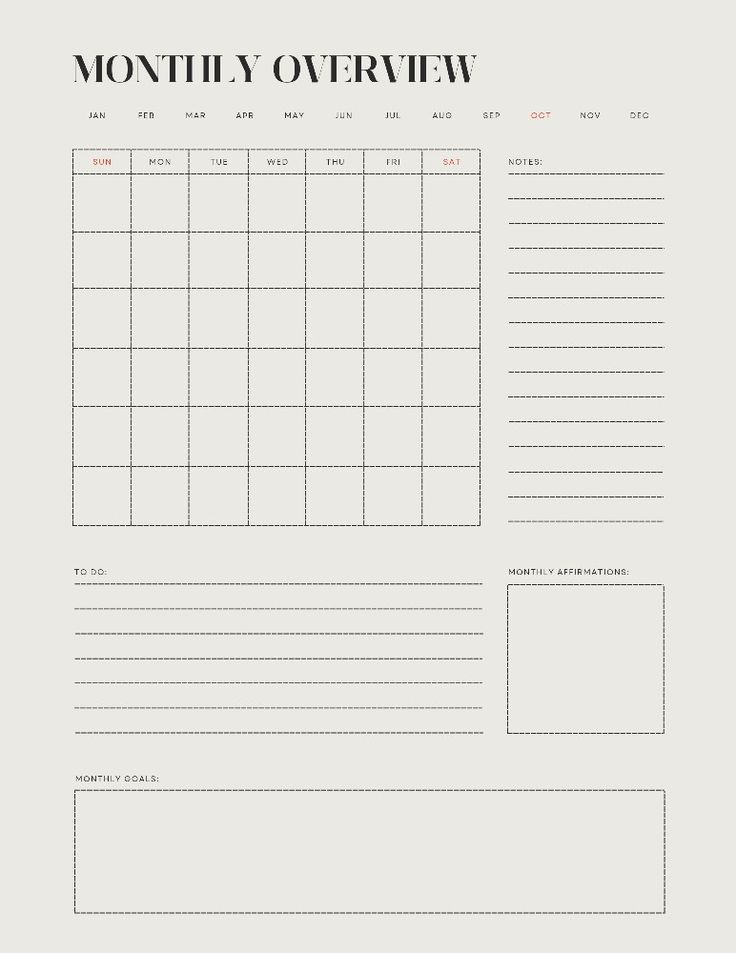 MONTHLY OVERVIEW
JAN FEB MAR APR MAY JUN JUL AUG SEP OCT NOV DEC
SUN MON TUE WED THU FRI SAT
NOTES:
TO DO:
MONTHLY AFFIRMATIONS:
MONTHLY GOALS: